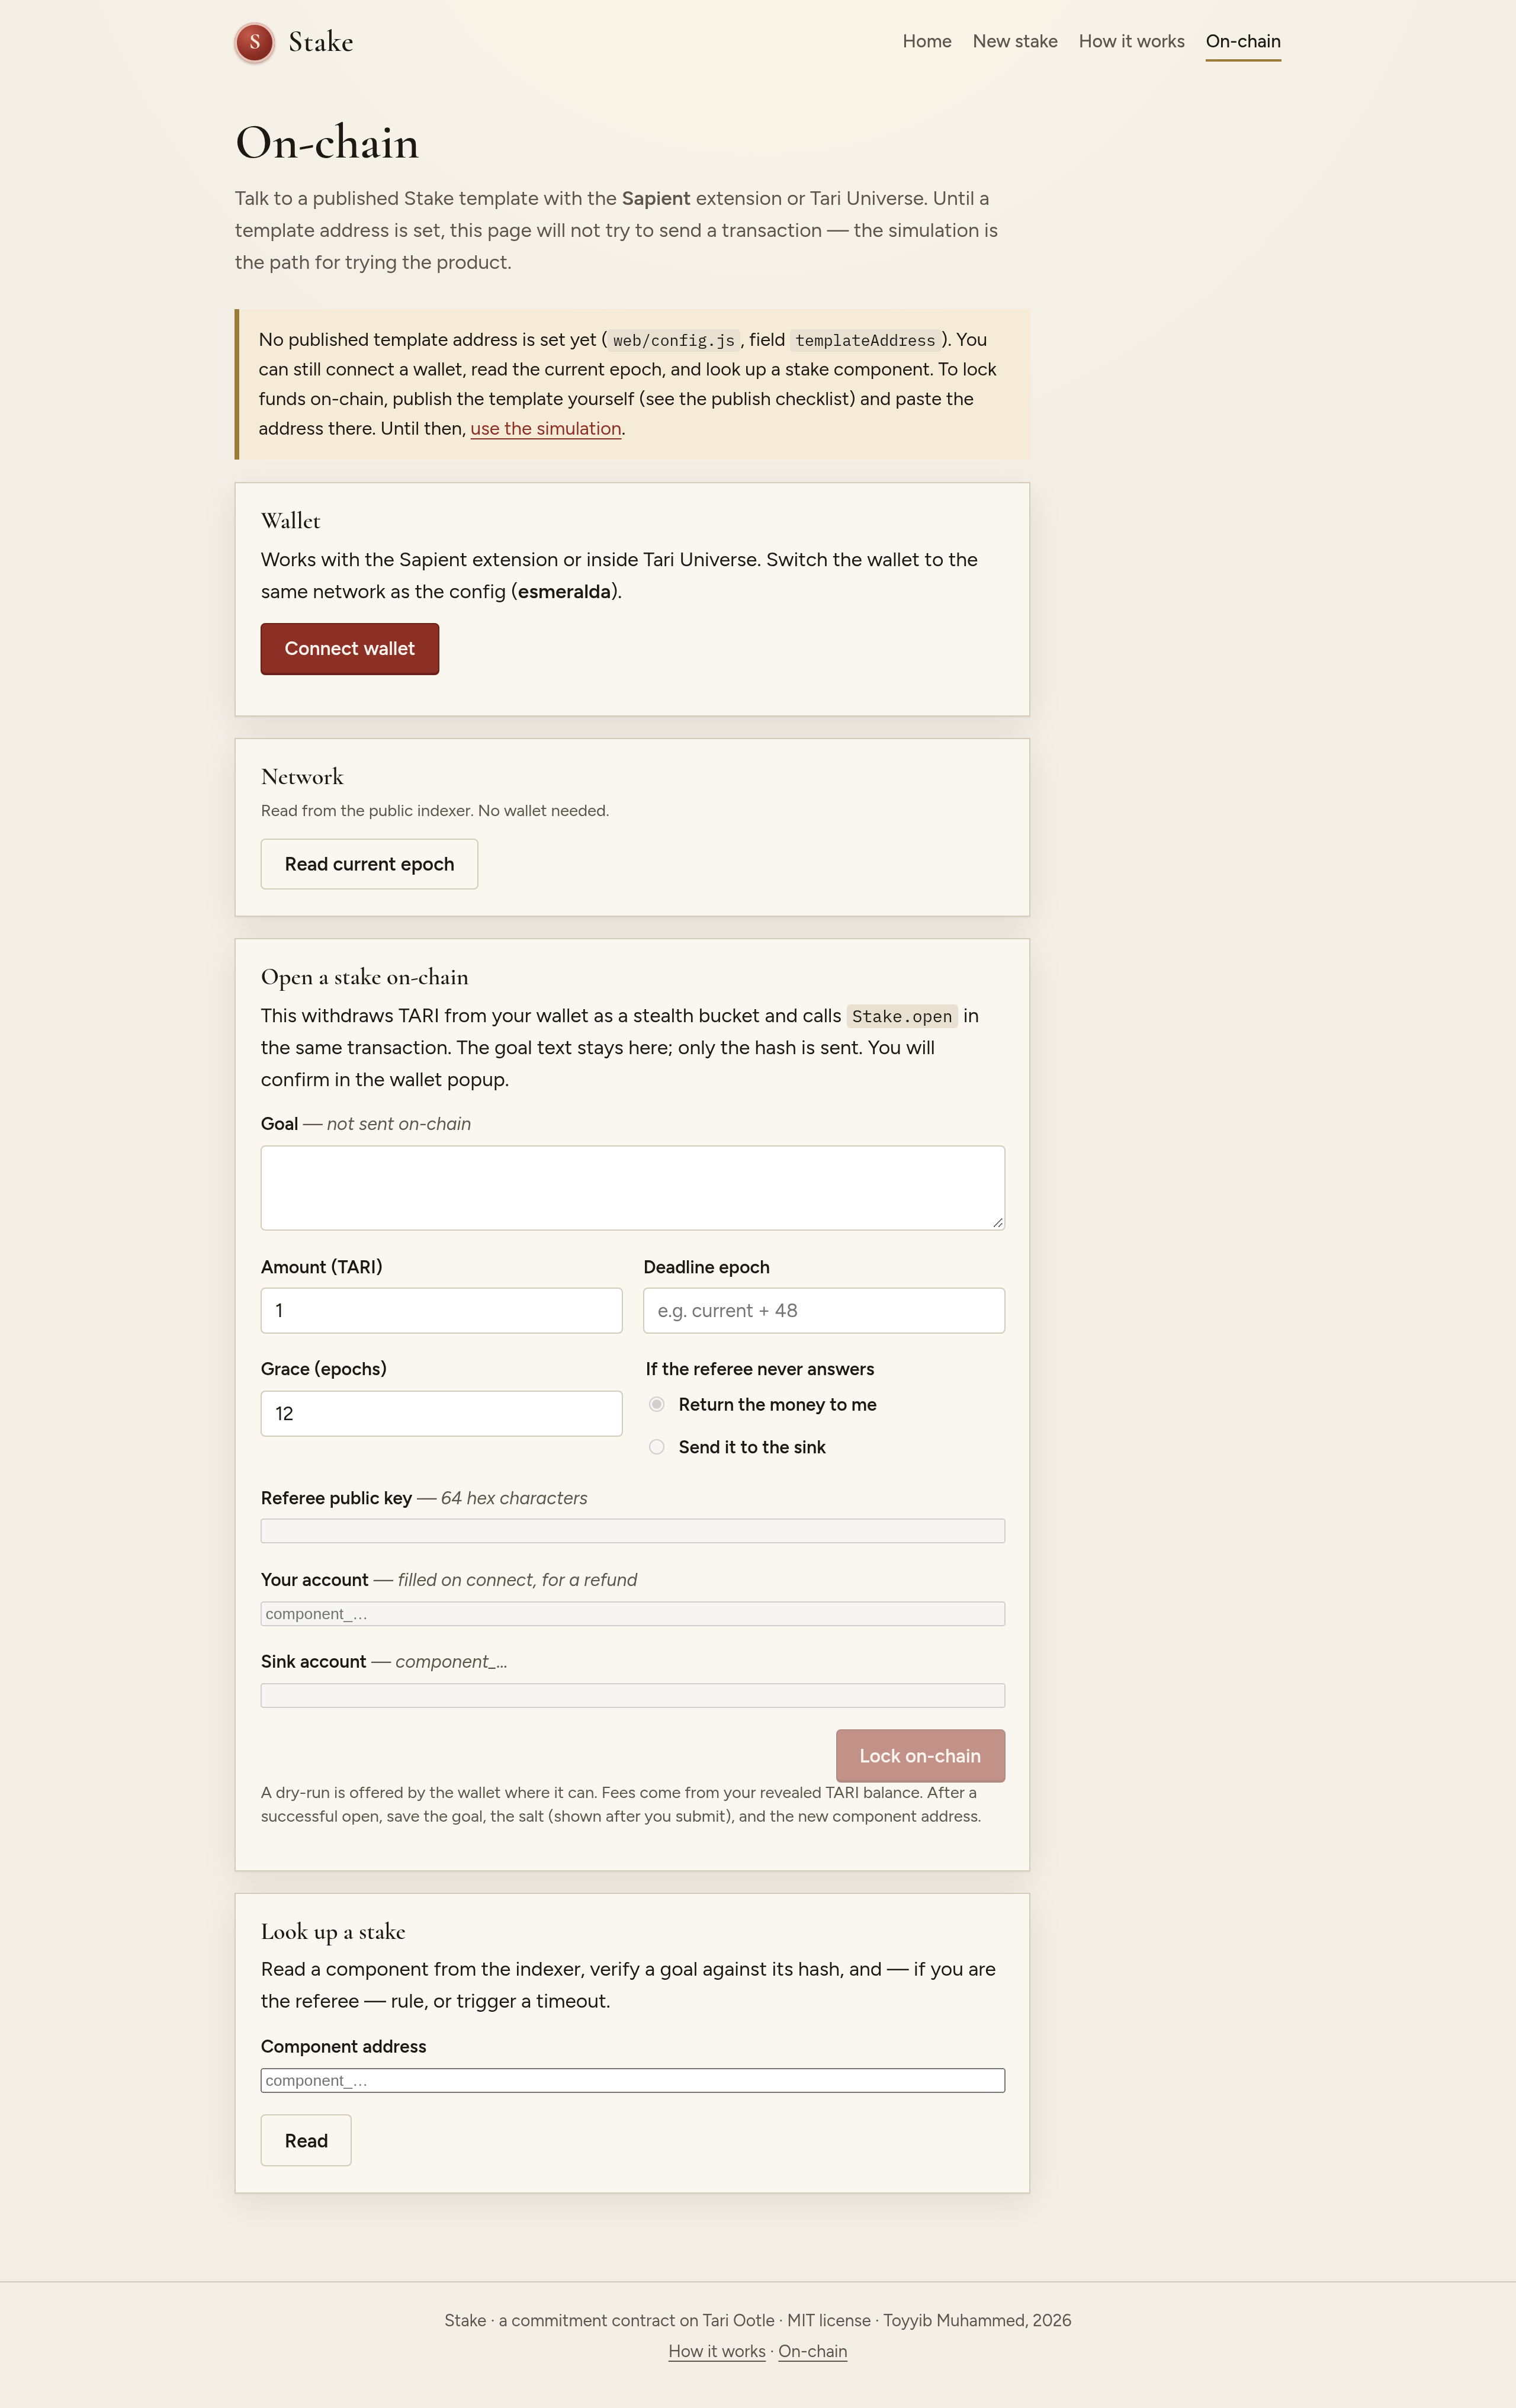 S
Stake
Home
New stake
How it works
On-chain
On-chain
Talk to a published Stake template with the Sapient extension or Tari Universe. Until a
template address is set, this page will not try to send a transaction — the simulation is
the path for trying the product.
No published template address is set yet (web/config.js, field templateAddress). You
can still connect a wallet, read the current epoch, and look up a stake component. To lock
funds on-chain, publish the template yourself (see the publish checklist) and paste the
address there. Until then, use the simulation.
Wallet
Works with the Sapient extension or inside Tari Universe. Switch the wallet to the
same network as the config (esmeralda).
Connect wallet
Network
Read from the public indexer. No wallet needed.
Read current epoch
Open a stake on-chain
This withdraws TARI from your wallet as a stealth bucket and calls Stake.open in
the same transaction. The goal text stays here; only the hash is sent. You will
confirm in the wallet popup.
Goal — not sent on-chain
Amount (TARI)
1
Deadline epoch
e.g. current + 48
Grace (epochs)
12
If the referee never answers
Return the money to me
Send it to the sink
Referee public key — 64 hex characters
Your account — filled on connect, for a refund
component_...
Sink account — component_...
Lock on-chain
A dry-run is offered by the wallet where it can. Fees come from your revealed TARI balance. After a
successful open, save the goal, the salt (shown after you submit), and the new component address.
Look up a stake
Read a component from the indexer, verify a goal against its hash, and — if you are
the referee — rule, or trigger a timeout.
Component address
component_...
Read
Stake · a commitment contract on Tari Ootle · MIT license · Toyyib Muhammed, 2026
How it works · On-chain